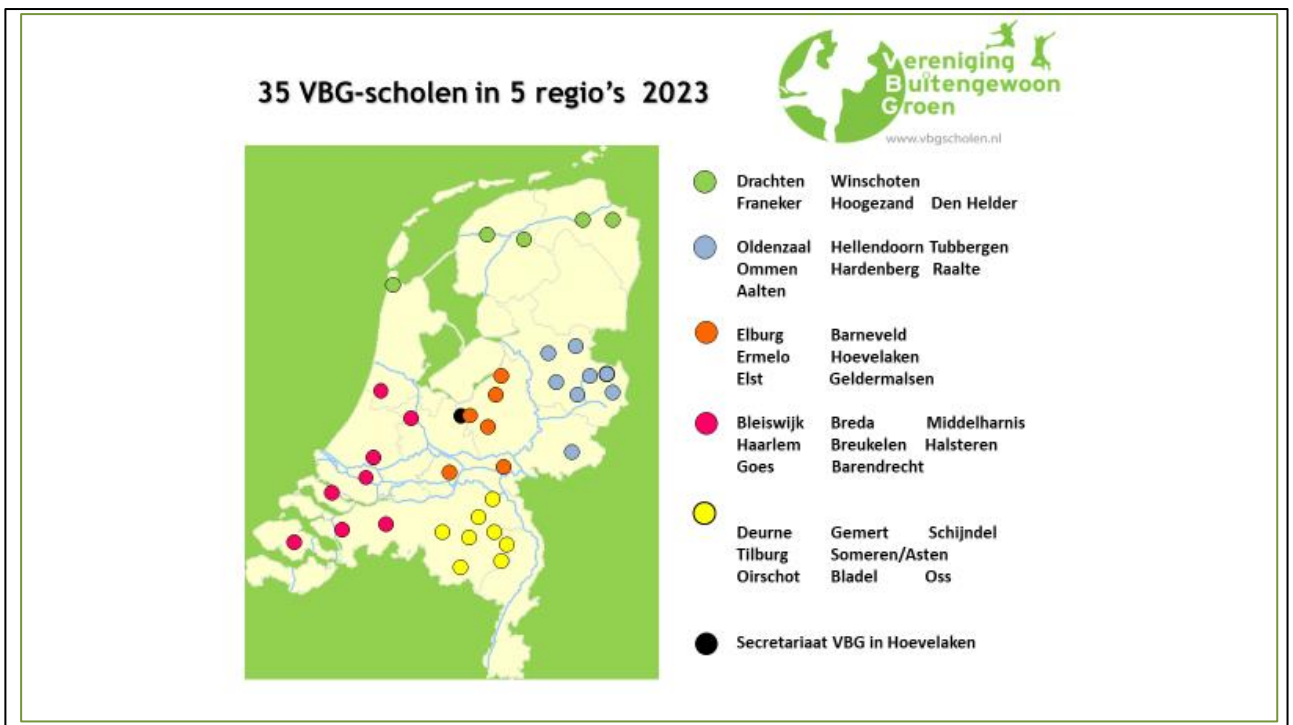 35 VBG-scholen in 5 regio's 2023
Vereniging
Buitengewoon
Groen
www.vbgscholen.nl
Drachten Winschoten
Franeker Hoogezand Den Helder
Oldenzaal Hellendoorn Tubbergen
Ommen Hardenberg Raalte
Aalten
Elburg Barneveld
Ermelo Hoevelaken
Elst Geldermalsen
Bleiswijk Breda Middelharnis
Haarlem Breukelen Halsteren
Goes Barendrecht
Deurne Gemert Schijndel
Tilburg Someren/Asten
Oirschot Bladel Oss
Secretariaat VBG in Hoevelaken